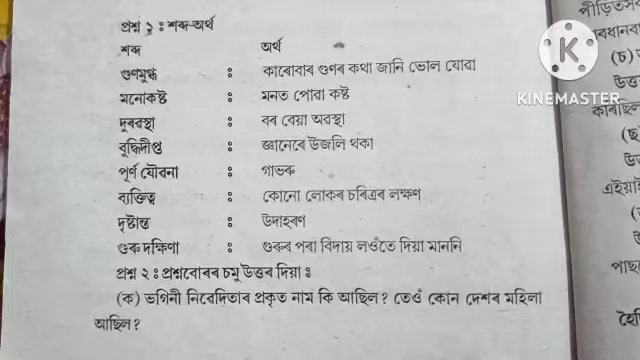 প্ৰশ্ন ১ : শব্দ-অৰ্থ
শব্দ অৰ্থ
গুণমুগ্ধ : কাৰোবাৰ গুণৰ কথা জানি ভোল যোৱা
মনোকষ্ট : মনত পোৱা কষ্ট
দুৰৱস্থা : বৰ বেয়া অৱস্থা
বুদ্ধিদীপ্ত : জ্ঞানেৰে উজলি থকা
পূৰ্ণ যৌৱনা : গাভৰু
ব্যক্তিত্ব : কোনো লোকৰ চৰিত্ৰৰ লক্ষণ
দৃষ্টান্ত : উদাহৰণ
গুৰু দক্ষিণা : গুৰুৰ পৰা বিদায় লওঁতে দিয়া মাননি
প্ৰশ্ন ২ : প্ৰশ্নবোৰৰ চমু উত্তৰ দিয়া :
(ক) ভগিনী নিৱেদিতাৰ প্ৰকৃত নাম কি আছিল? তেওঁ কোন দেশৰ মহিলা
আছিল?
(চ)
KINEMASTER
(ছ)